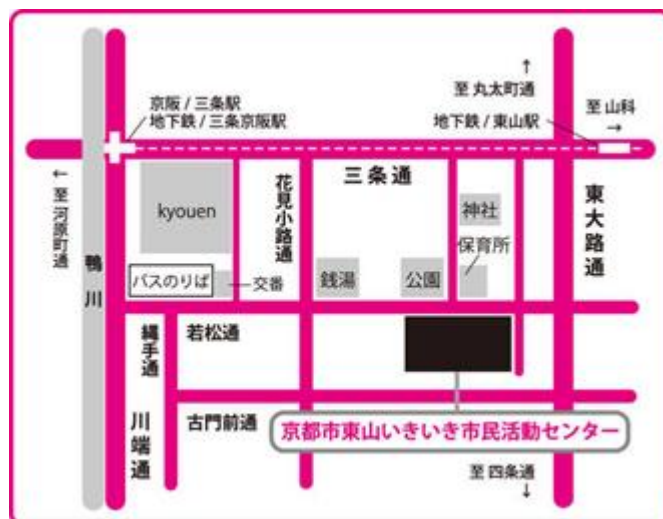 ↑
至 丸太町通
京阪 / 三条駅
地下鉄 / 三条京阪駅
地下鉄 / 東山駅
至 山科
→
←
至 河原町通
鴨川
kyouen
花見小路通
三条通
神社
保育所
東大路通
バスのりば
交番
銭湯
公園
縄手通
若松通
川端通
古門前通
京都市東山いきいき市民活動センター
至 四条通
↓